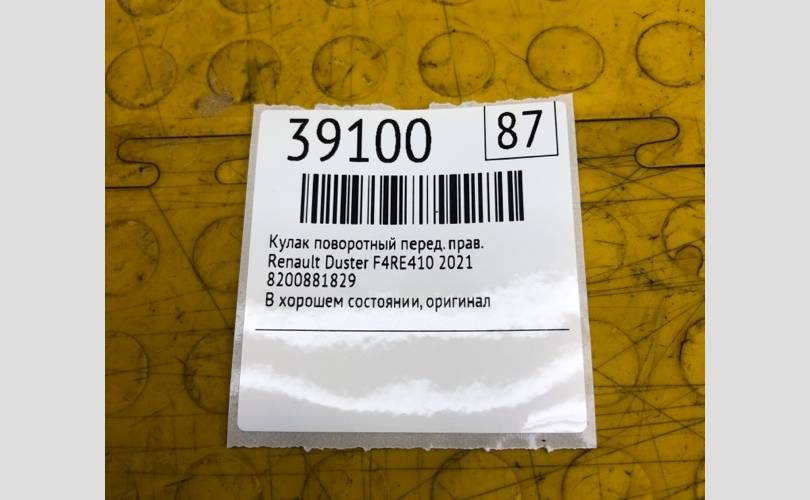 39100
87
Кулак поворотный перед. прав.
Renault Duster F4RE410 2021
8200881829
В хорошем состоянии, оригинал